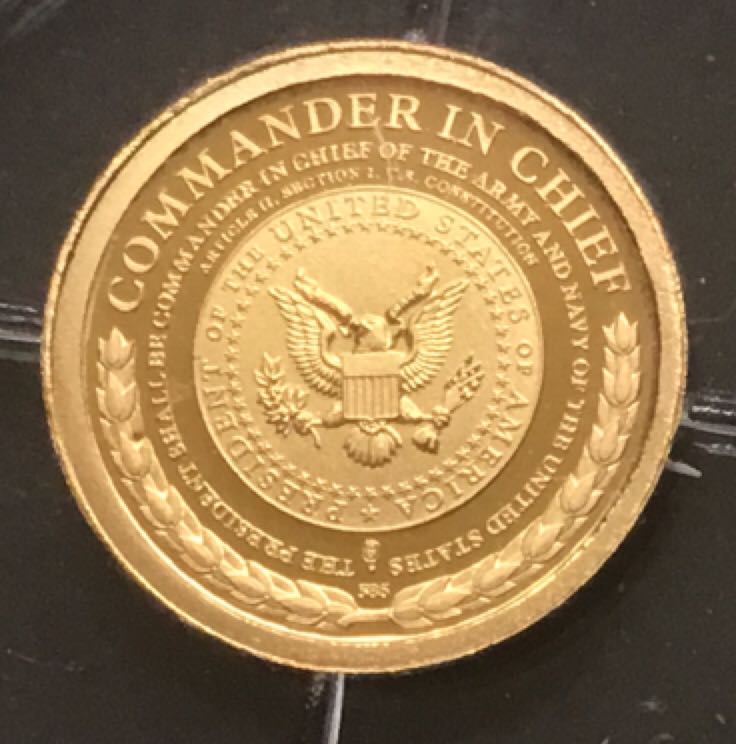 COMMANDER IN CHIEF
THE PRESIDENT SHALL BE COMMANDER IN CHIEF OF THE ARMY AND NAVY OF THE UNITED STATES
ARTICLE II, SECTION 2, U.S. CONSTITUTION
PRESIDENT OF THE UNITED STATES OF AMERICA
585